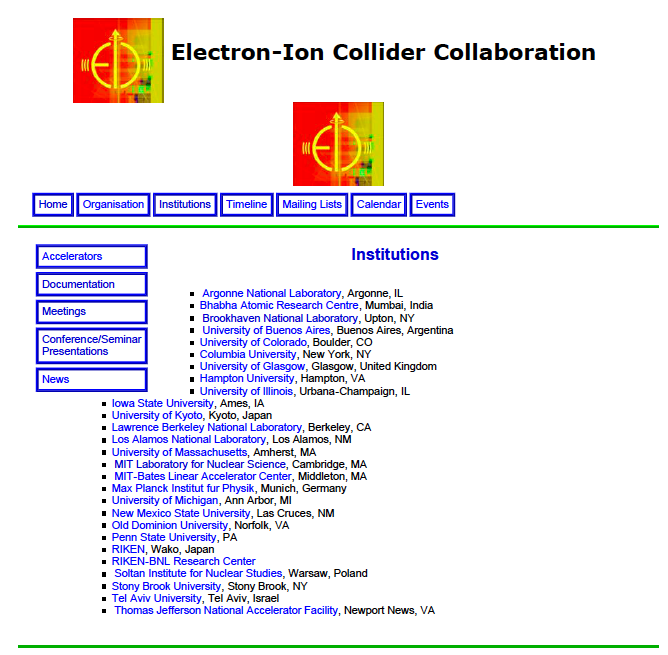 Electron-Ion Collider Collaboration
Home Organisation Institutions Timeline Mailing Lists Calendar Events
Accelerators
Documentation
Meetings
Conference/Seminar
Presentations
News
Institutions
Argonne National Laboratory, Argonne, IL
Bhabha Atomic Research Centre, Mumbai, India
Brookhaven National Laboratory, Upton, NY
University of Buenos Aires, Buenos Aires, Argentina
University of Colorado, Boulder, CO
Columbia University, New York, NY
University of Glasgow, Glasgow, United Kingdom
Hampton University, Hampton, VA
University of Illinois, Urbana-Champaign, IL
Iowa State University, Ames, IA
University of Kyoto, Kyoto, Japan
Lawrence Berkeley National Laboratory, Berkeley, CA
Los Alamos National Laboratory, Los Alamos, NM
University of Massachusetts, Amherst, MA
MIT Laboratory for Nuclear Science, Cambridge, MA
MIT-Bates Linear Accelerator Center, Middleton, MA
Max Planck Institut fur Physik, Munich, Germany
University of Michigan, Ann Arbor, MI
New Mexico State University, Las Cruces, NM
Old Dominion University, Norfolk, VA
Penn State University, PA
RIKEN, Wako, Japan
RIKEN-BNL Research Center
Soltan Institute for Nuclear Studies, Warsaw, Poland
Stony Brook University, Stony Brook, NY
Tel Aviv University, Tel Aviv, Israel
Thomas Jefferson National Accelerator Facility, Newport News, VA